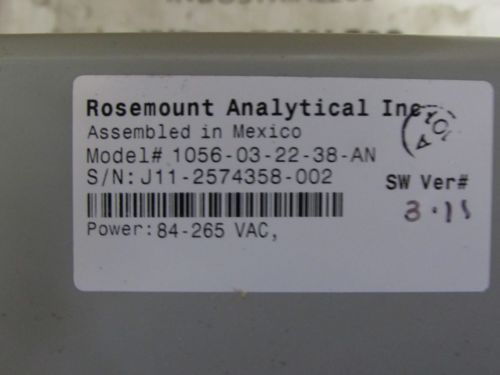 Rosemount Analytical Inc.
Assembled in Mexico
Model# 1056-03-22-38-AN
S/N: J11-2574358-002
SW Ver#
3.11
Power: 84-265 VAC,